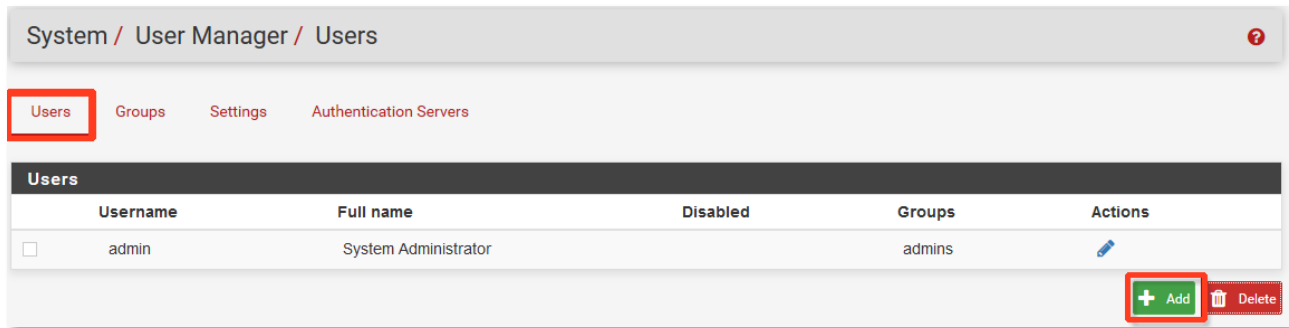 System / User Manager / Users
Users Groups Settings Authentication Servers
Users
Username Full name Disabled Groups Actions
admin System Administrator admins
Add Delete